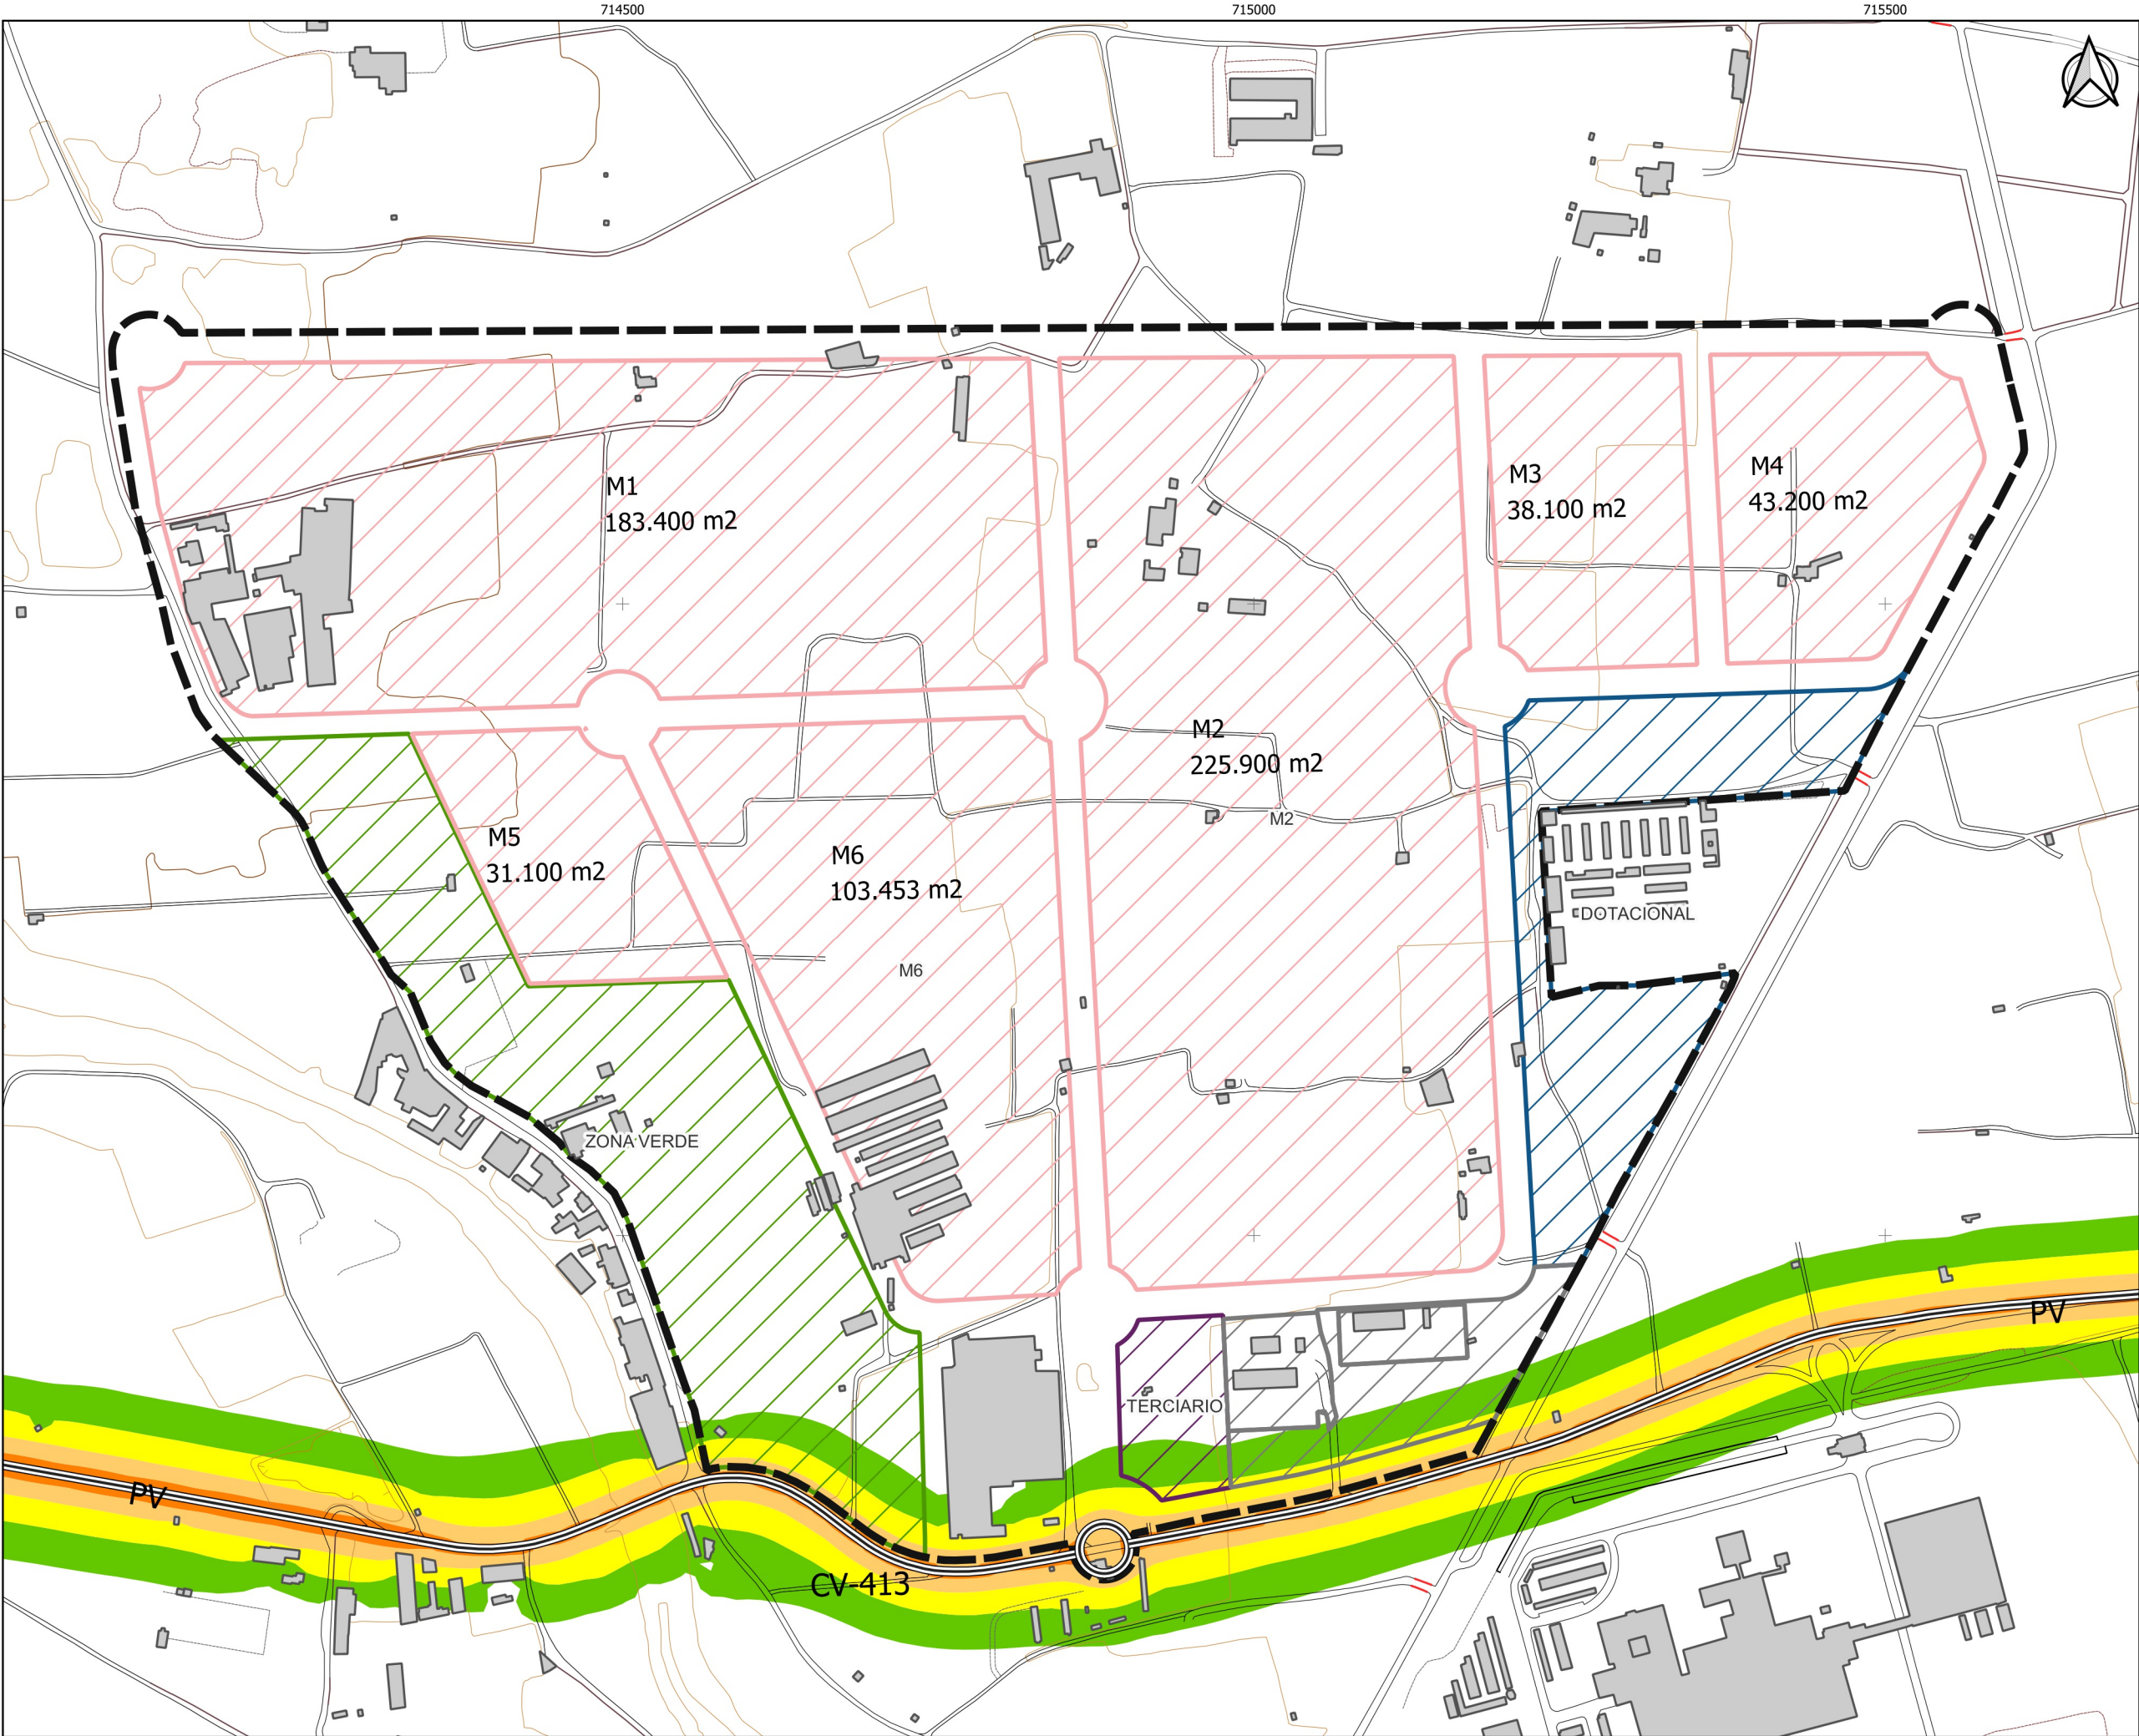 714500
715000
715500
M1
183.400 m2
M3
38.100 m2
M4
43.200 m2
M2
225.900 m2
M2
M5
31.100 m2
M6
103.453 m2
DOTACIONAL
M6
ZONA VERDE
PV
TERCIARIO
PV
CV-413